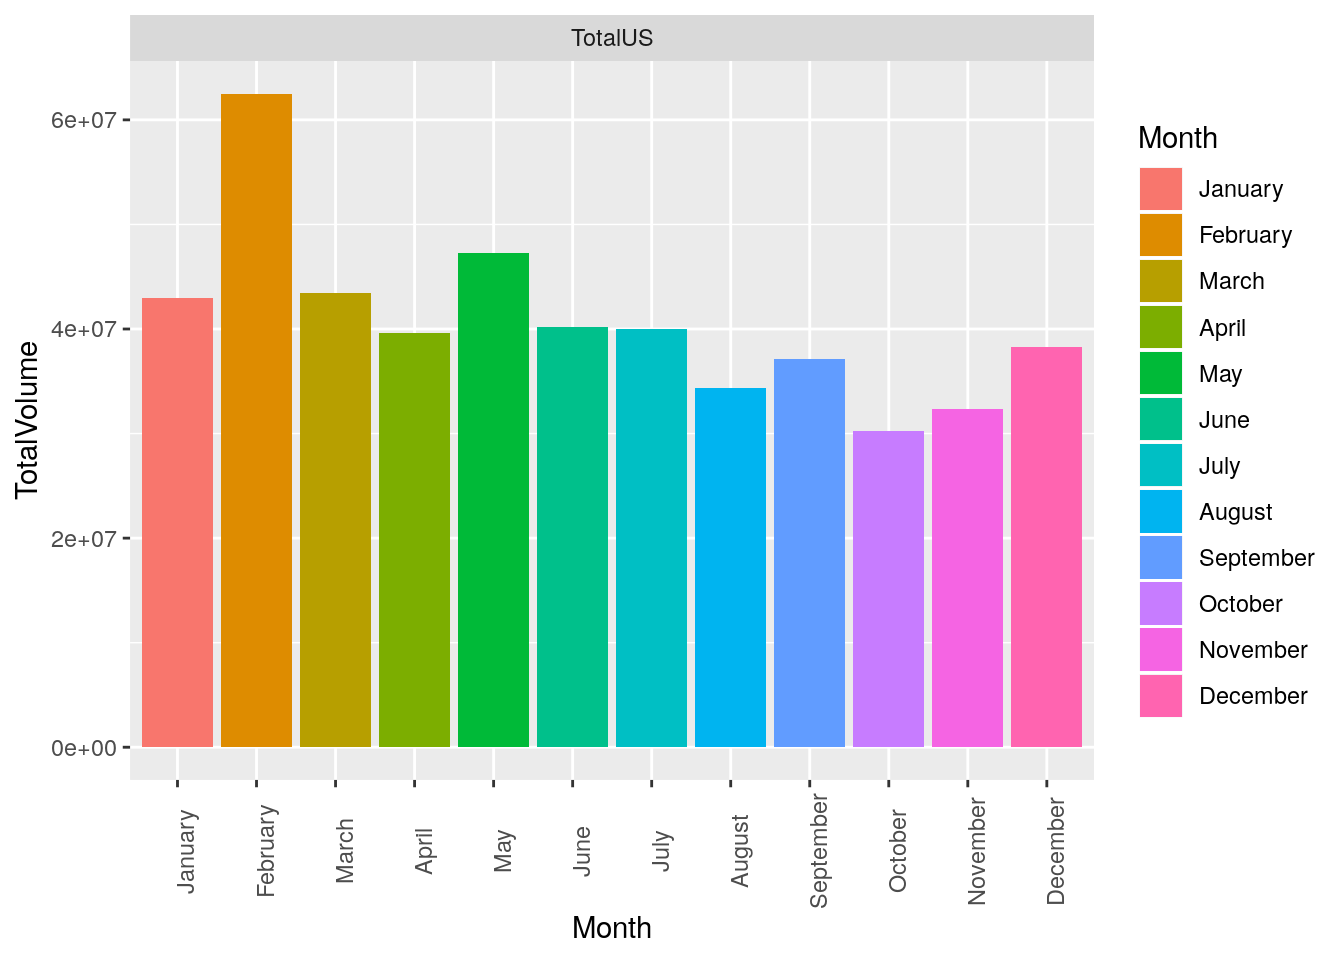 TotalUS
TotalVolume
6e+07
4e+07
2e+07
0e+00
January
February
March
April
May
June
July
August
September
October
November
December
Month
Month
January
February
March
April
May
June
July
August
September
October
November
December